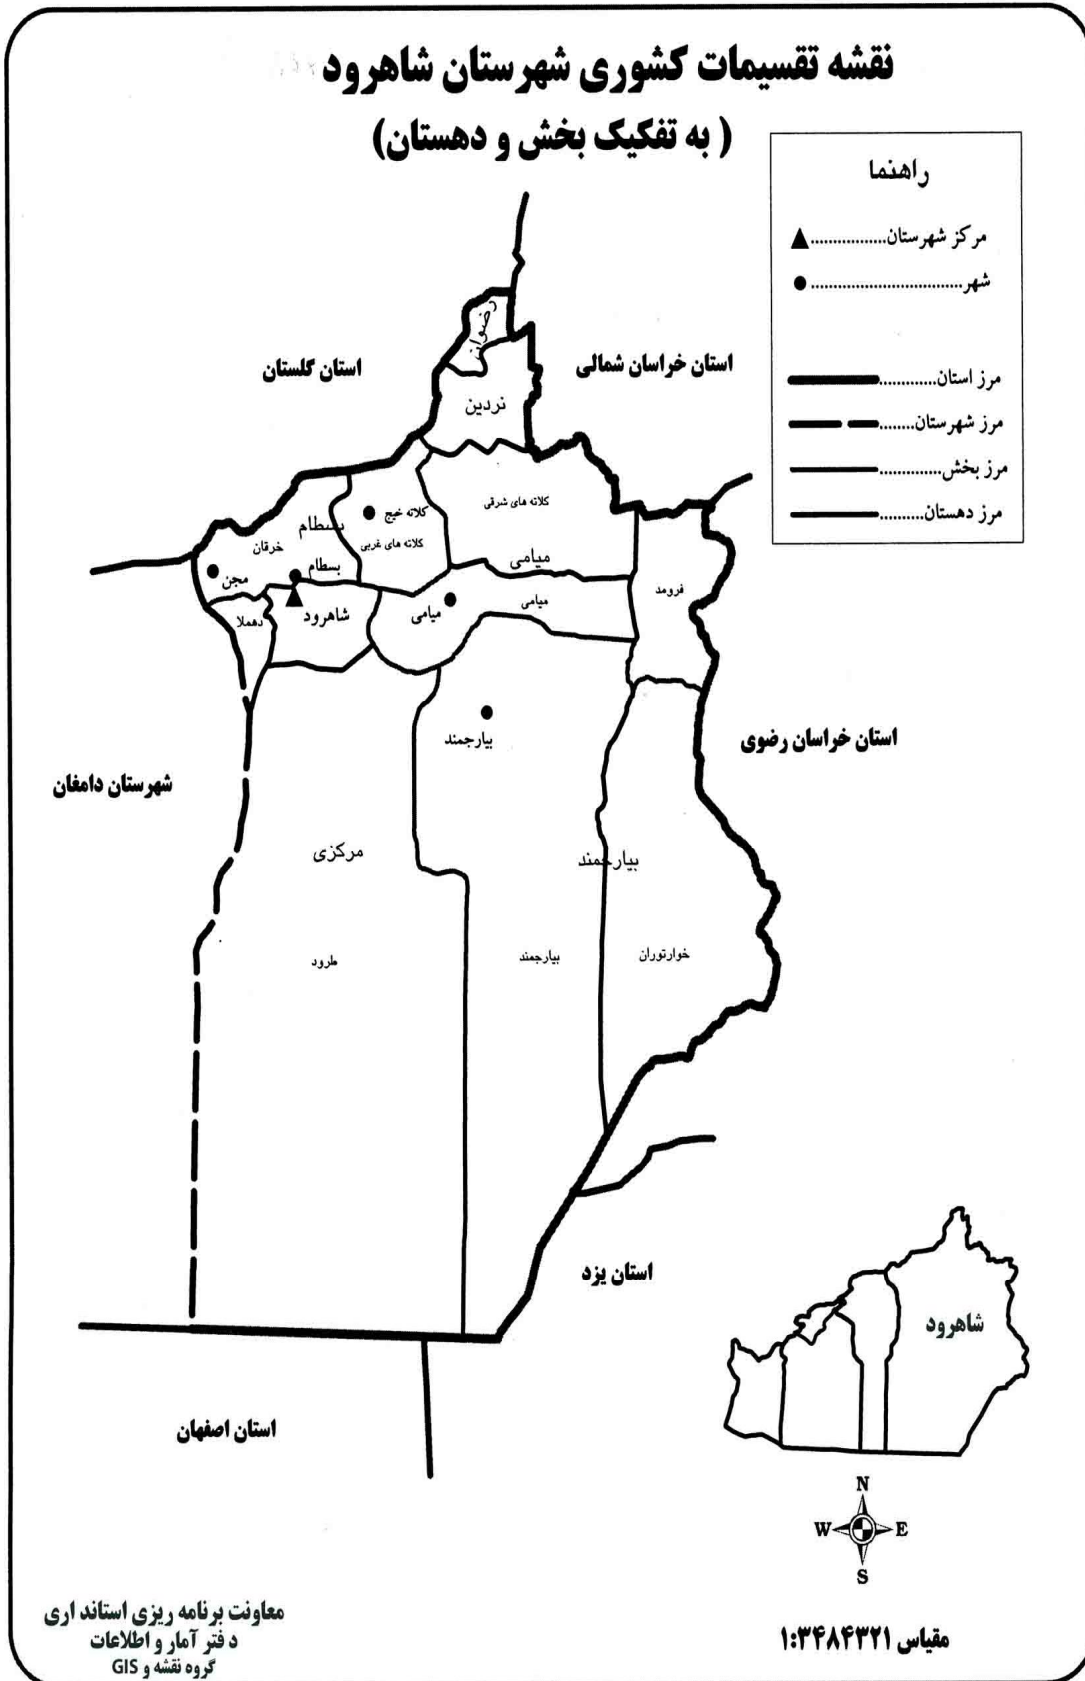 نقشه تقسیمات کشوری شهرستان شاهرود
( به تفکیک بخش و دهستان)
راهنما
مرکز شهرستان................
شهر................................
مرز استان............
مرز شهرستان........
مرز بخش.............
مرز دهستان.........
رضوان
استان خراسان شمالی
استان گلستان
نردین
کلاته های شرقی
کلاته خیج
بسطام
خرقان
کلاته های غربی
میامی
بسطام
مجن
فرومد
میامی
میامی
شاهرود
دهملا
بیارجمند
استان خراسان رضوی
شهرستان دامغان
مرکزی
بیارجمند
خوارتوران
بیارجمند
طرود
استان یزد
شاهرود
استان اصفهان
N
W E
S
معاونت برنامه ریزی استانداری
دفتر آمار و اطلاعات
گروه نقشه و GIS
مقیاس ۱:۳۴۸۴۳۲۱